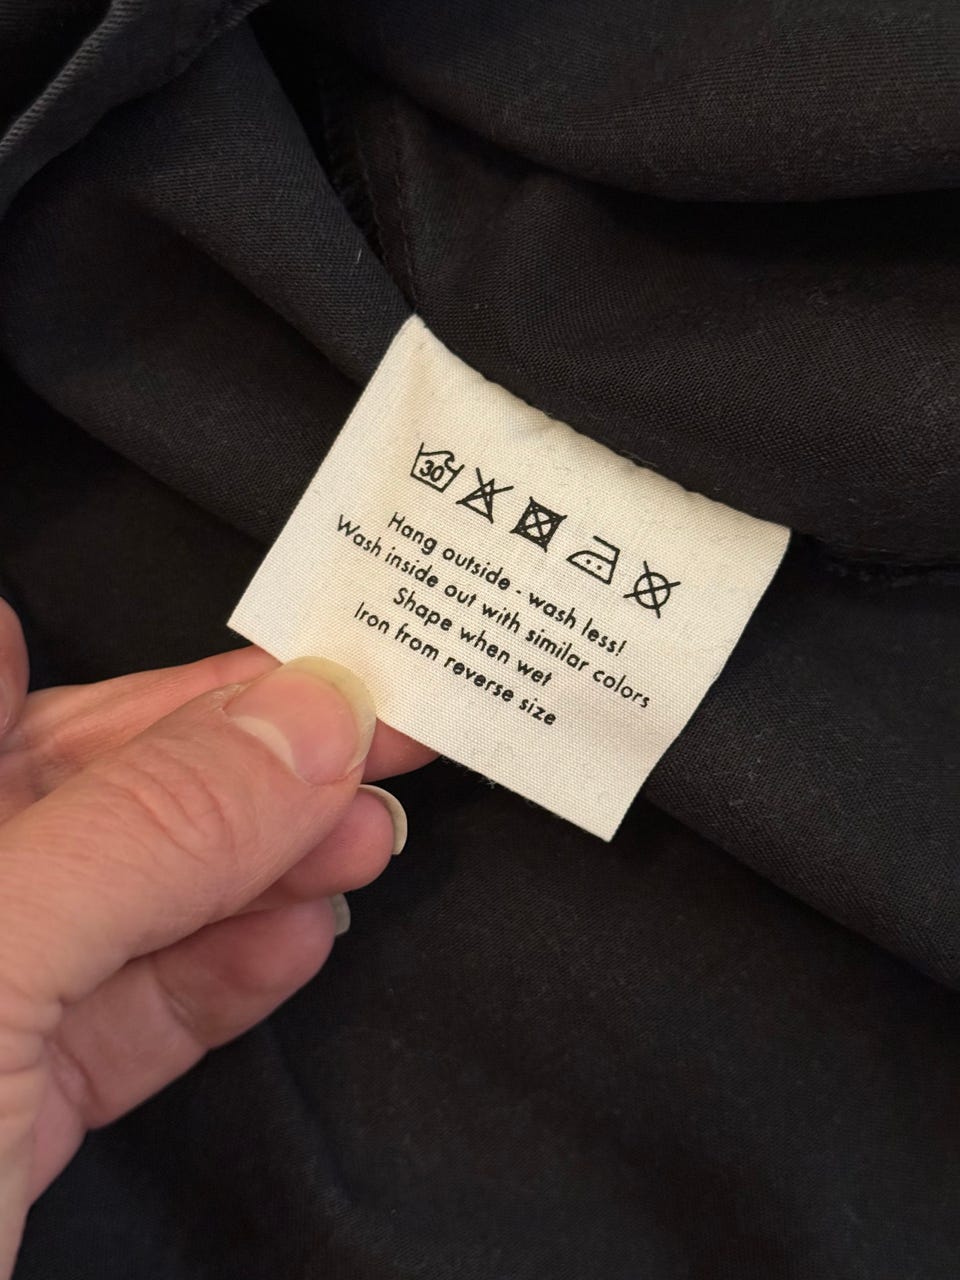 30
Hang outside - wash less!
Wash inside out with similar colors
Shape when wet
Iron from reverse size